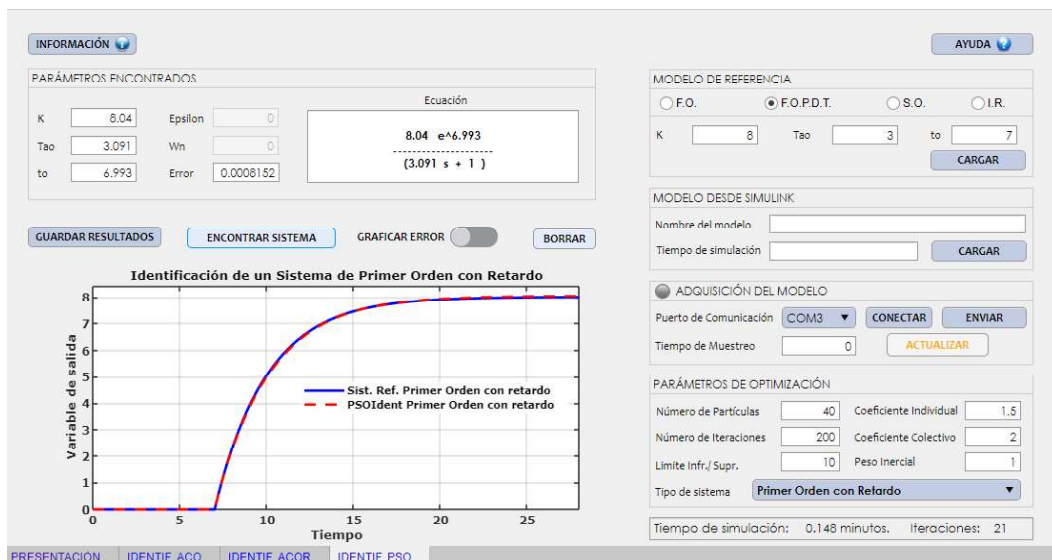 INFORMACIÓN
AYUDA
PARÁMETROS ENCONTRADOS
K 8.04 Epsilon 0
Tao 3.091 Wn 0
to 6.993 Error 0.0008152
Ecuación
8.04 e^6.993
--------------------
(3.091 s + 1 )
MODELO DE REFERENCIA
F.O. F.O.P.D.T. S.O. I.R.
K 8 Tao 3 to 7
CARGAR
MODELO DESDE SIMULINK
Nombre del modelo
Tiempo de simulación CARGAR
GUARDAR RESULTADOS ENCONTRAR SISTEMA GRAFICAR ERROR BORRAR
Identificación de un Sistema de Primer Orden con Retardo
Variable de salida
8
7
6
5
4
3
2
1
0
Sist. Ref. Primer Orden con retardo
PSOIdent Primer Orden con retardo
0 5 10 15 20 25
Tiempo
ADQUISICIÓN DEL MODELO
Puerto de Comunicación COM3 CONECTAR ENVIAR
Tiempo de Muestreo 0 ACTUALIZAR
PARÁMETROS DE OPTIMIZACIÓN
Número de Partículas 40 Coeficiente Individual 1.5
Número de Iteraciones 200 Coeficiente Colectivo 2
Limite Infr./ Supr. 10 Peso Inercial 1
Tipo de sistema Primer Orden con Retardo
Tiempo de simulación: 0.148 minutos. Iteraciones: 21
PRESENTACIÓN IDENTIF_ACO IDENTIF_ACOR IDENTIF_PSO